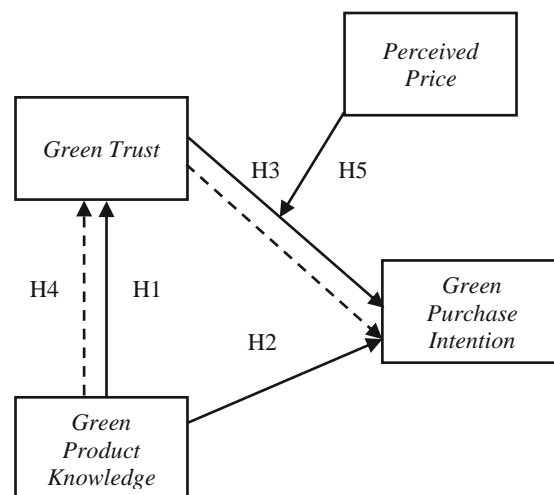 Perceived
Price
Green Trust
H3
H5
H4
H1
Green
Purchase
Intention
H2
Green
Product
Knowledge